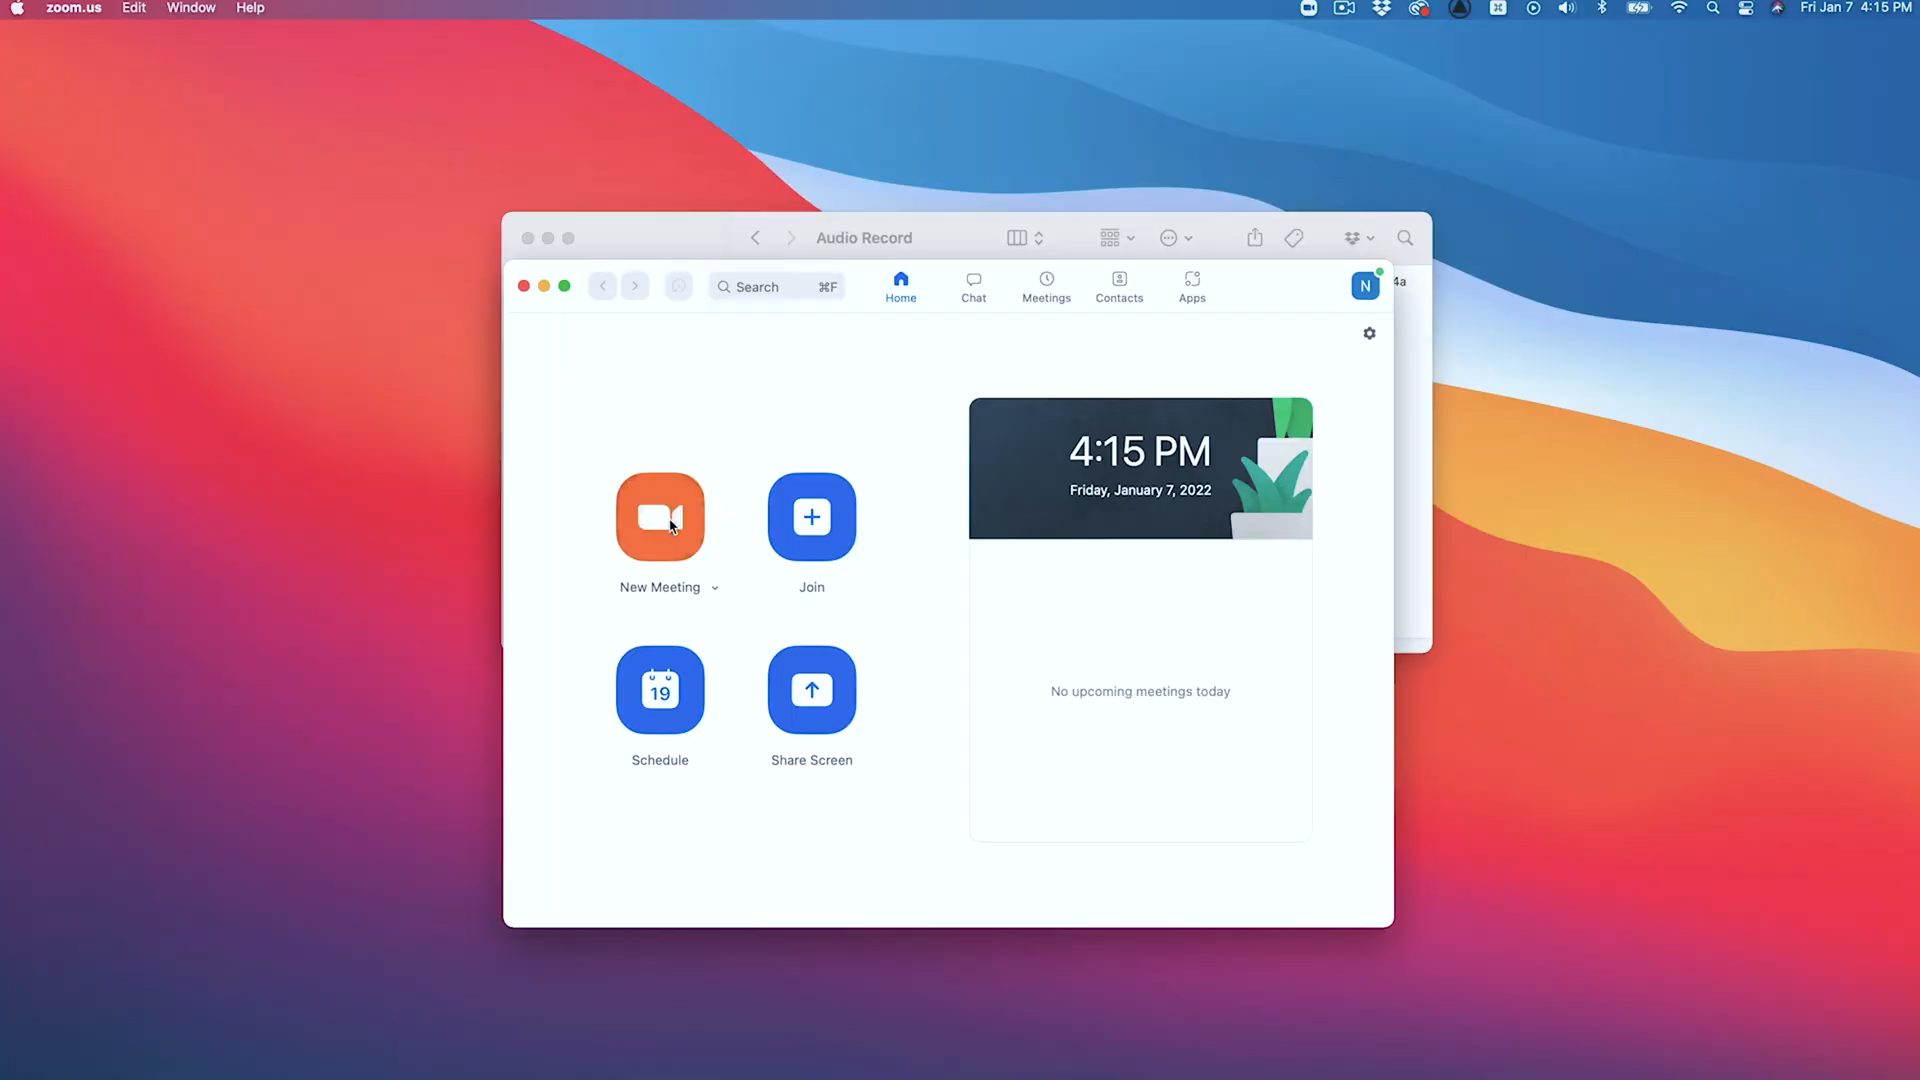 zoom.us Edit Window Help
Fri Jan 7 4:15 PM
Audio Record
Search ⌘F
Home
Chat
Meetings
Contacts
Apps
N
4a
4:15 PM
Friday, January 7, 2022
New Meeting
Join
19
Schedule
Share Screen
No upcoming meetings today